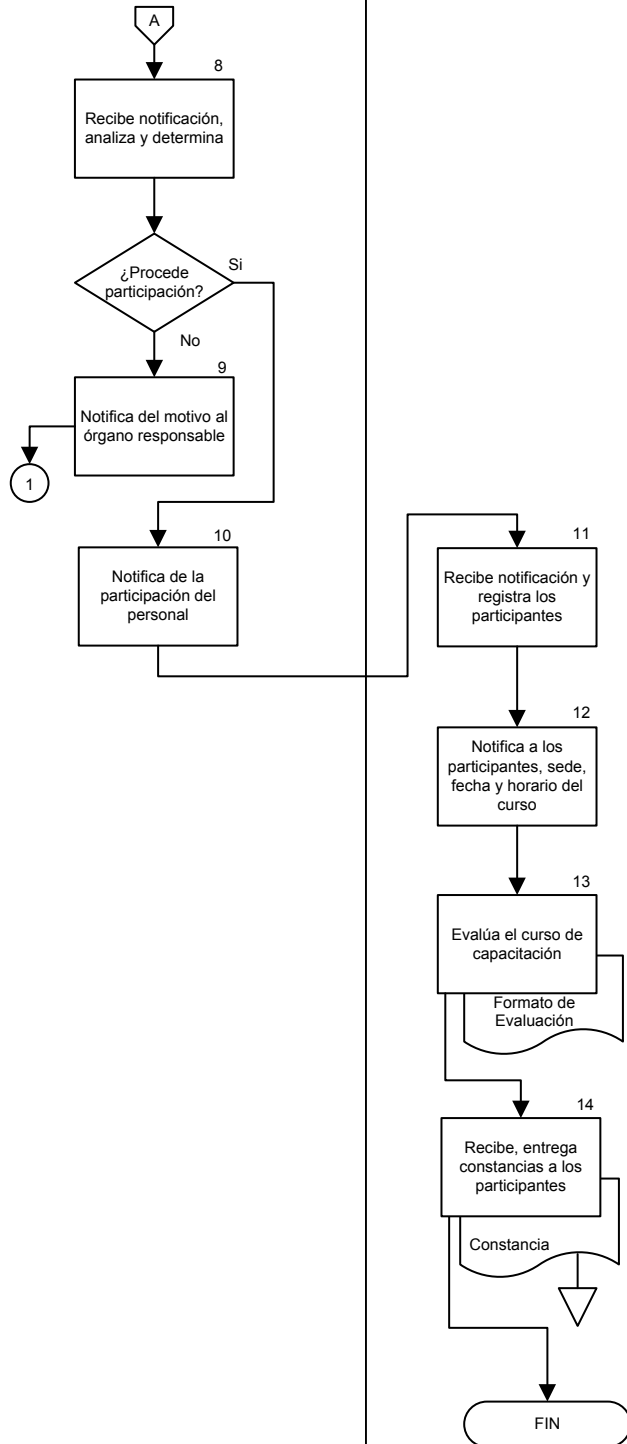 A
8
Recibe notificación,
analiza y determina
¿Procede
participación?
Si
No
9
Notifica del motivo al
órgano responsable
1
10
Notifica de la
participación del
personal
11
Recibe notificación y
registra los
participantes
12
Notifica a los
participantes, sede,
fecha y horario del
curso
13
Evalúa el curso de
capacitación
Formato de
Evaluación
14
Recibe, entrega
constancias a los
participantes
Constancia
FIN